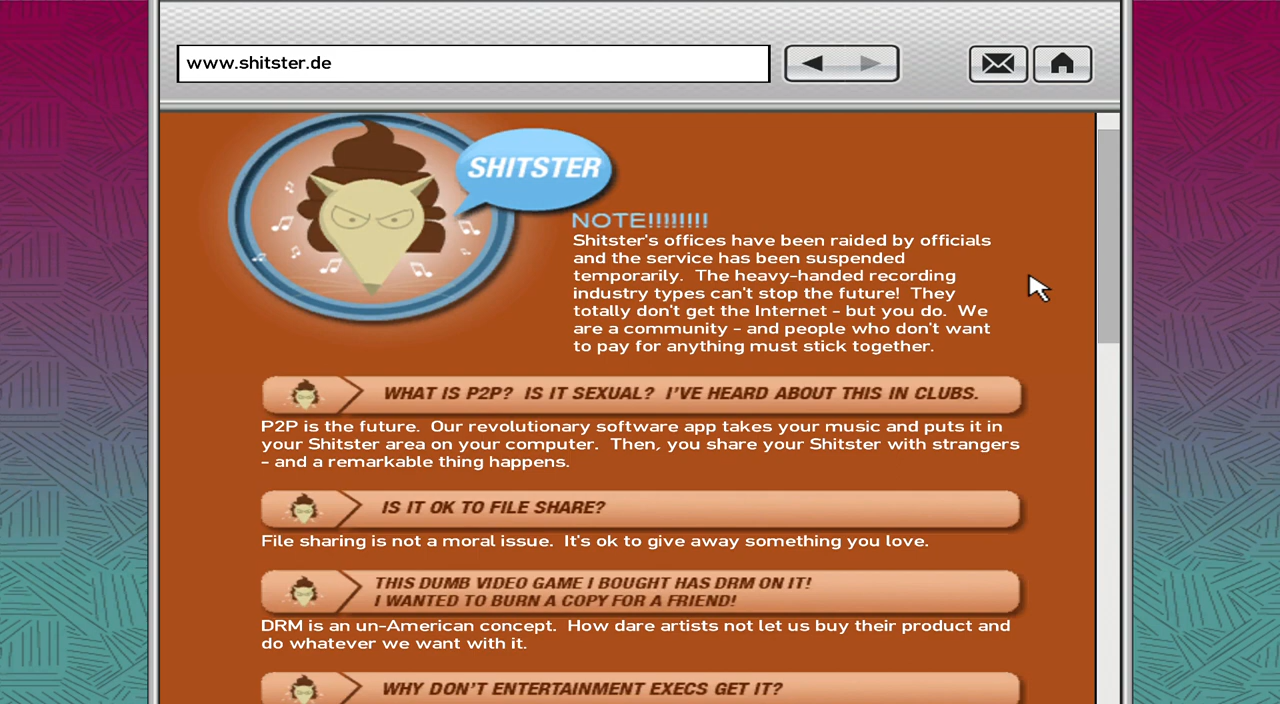 www.shitster.de
SHITSTER
NOTE!!!!!!!!
Shitster's offices have been raided by officials
and the service has been suspended
temporarily.  The heavy-handed recording
industry types can't stop the future!  They
totally don't get the Internet - but you do.  We
are a community - and people who don't want
to pay for anything must stick together.
WHAT IS P2P?  IS IT SEXUAL?  I'VE HEARD ABOUT THIS IN CLUBS.
P2P is the future.  Our revolutionary software app takes your music and puts it in
your Shitster area on your computer.  Then, you share your Shitster with strangers
- and a remarkable thing happens.
IS IT OK TO FILE SHARE?
File sharing is not a moral issue.  It's ok to give away something you love.
THIS DUMB VIDEO GAME I BOUGHT HAS DRM ON IT!
I WANTED TO BURN A COPY FOR A FRIEND!
DRM is an un-American concept.  How dare artists not let us buy their product and
do whatever we want with it.
WHY DON'T ENTERTAINMENT EXECS GET IT?